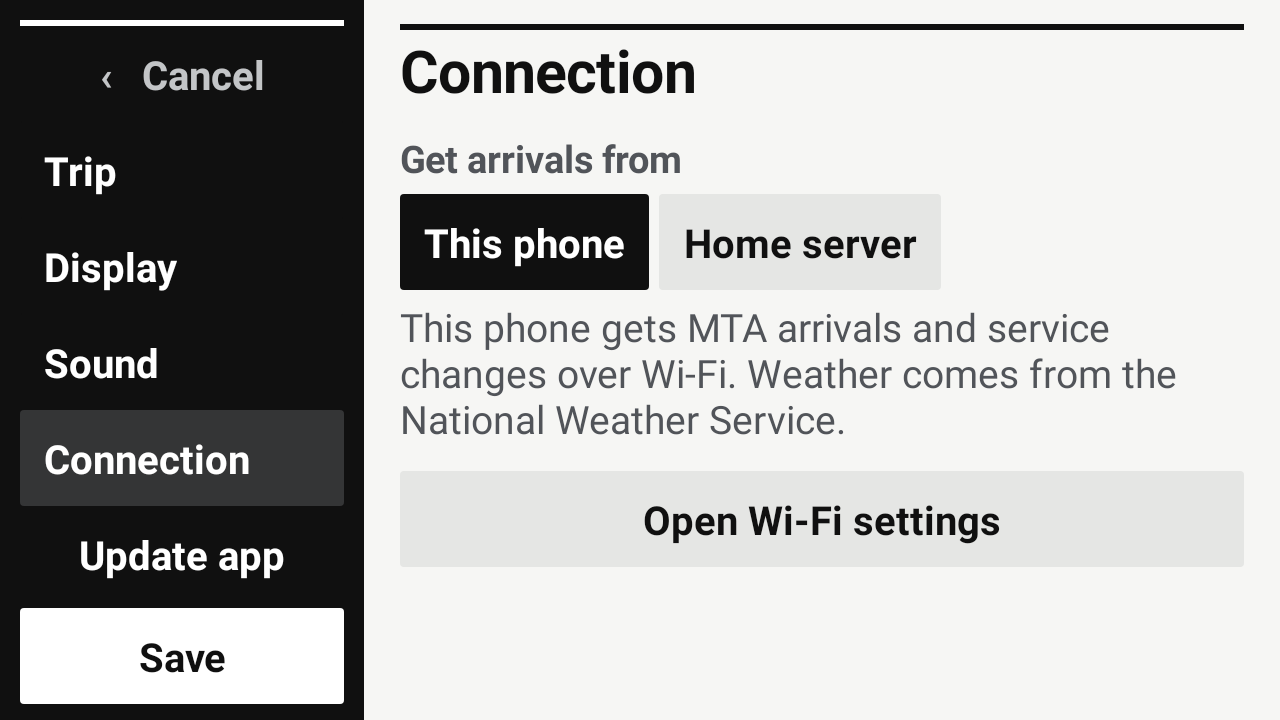 ‹ Cancel
Trip
Display
Sound
Connection
Update app
Save
Connection
Get arrivals from
This phone
Home server
This phone gets MTA arrivals and service
changes over Wi-Fi. Weather comes from the
National Weather Service.
Open Wi-Fi settings